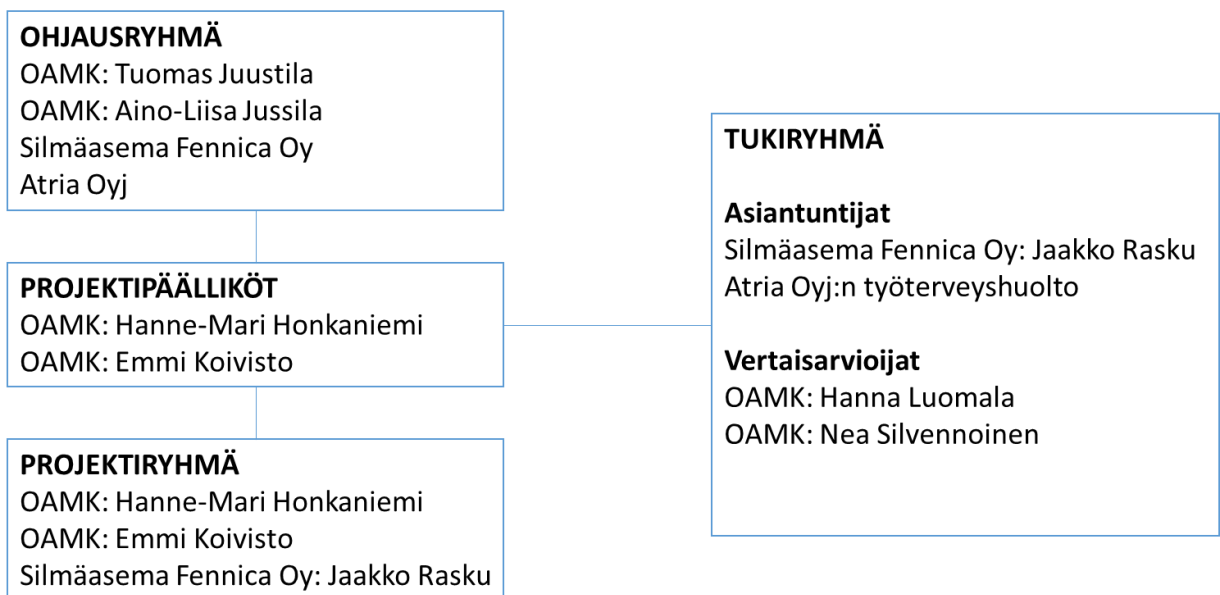 OHJAUSRYHMÄ
OAMK: Tuomas Juustila
OAMK: Aino-Liisa Jussila
Silmäasema Fennica Oy
Atria Oyj
PROJEKTIPÄÄLLIKÖT
OAMK: Hanne-Mari Honkaniemi
OAMK: Emmi Koivisto
PROJEKTIRYHMÄ
OAMK: Hanne-Mari Honkaniemi
OAMK: Emmi Koivisto
Silmäasema Fennica Oy: Jaakko Rasku
TUKIRYHMÄ
Asiantuntijat
Silmäasema Fennica Oy: Jaakko Rasku
Atria Oyj:n työterveyshuolto
Vertaisarvioijat
OAMK: Hanna Luomala
OAMK: Nea Silvennoinen